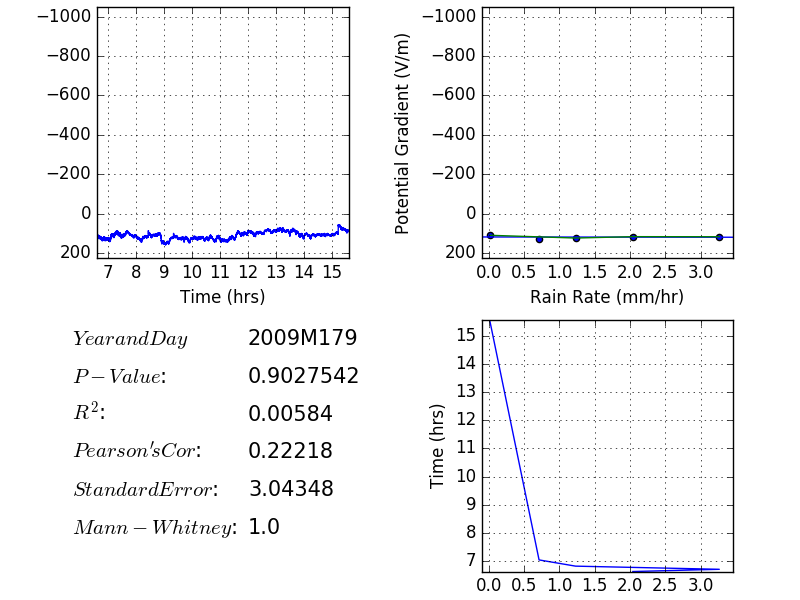 −1000
−800
−600
−400
−200
0
200
7 8 9 10 11 12 13 14 15
Time (hrs)
Potential Gradient (V/m)
−1000
−800
−600
−400
−200
0
200
0.0 0.5 1.0 1.5 2.0 2.5 3.0
Rain Rate (mm/hr)
YearandDay 2009M179
P−Value: 0.9027542
R²: 0.00584
Pearson'sCor: 0.22218
StandardError: 3.04348
Mann−Whitney: 1.0
Time (hrs)
15
14
13
12
11
10
9
8
7
0.0 0.5 1.0 1.5 2.0 2.5 3.0